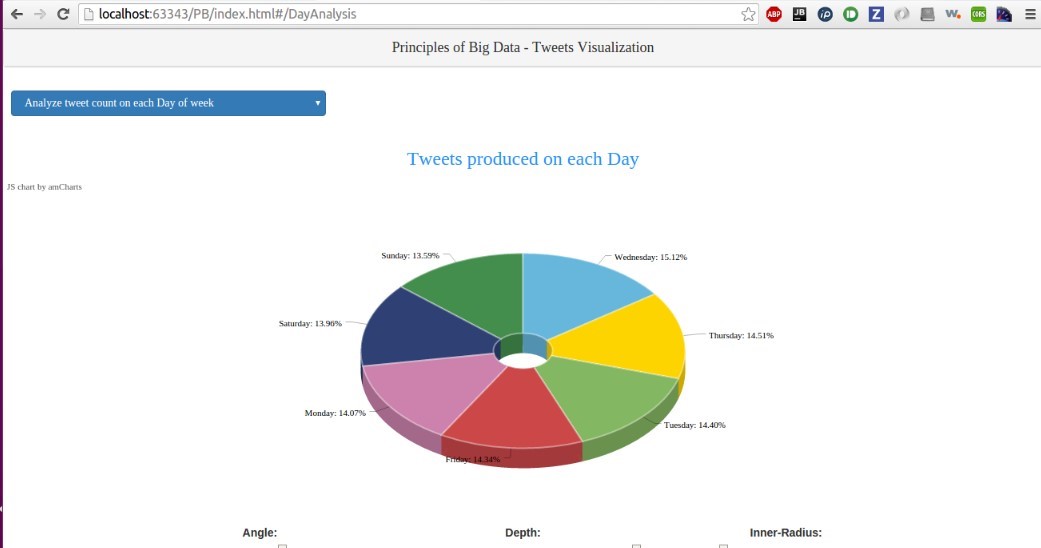 localhost:63343/PB/index.html#/DayAnalysis
ABP
JB
iP
Z
w.
CORS
Principles of Big Data - Tweets Visualization
Analyze tweet count on each Day of week
Tweets produced on each Day
JS chart by amCharts
Sunday: 13.59%
Wednesday: 15.12%
Saturday: 13.96%
Thursday: 14.51%
Monday: 14.07%
Tuesday: 14.40%
Friday: 14.34%
Angle: Depth: Inner-Radius: